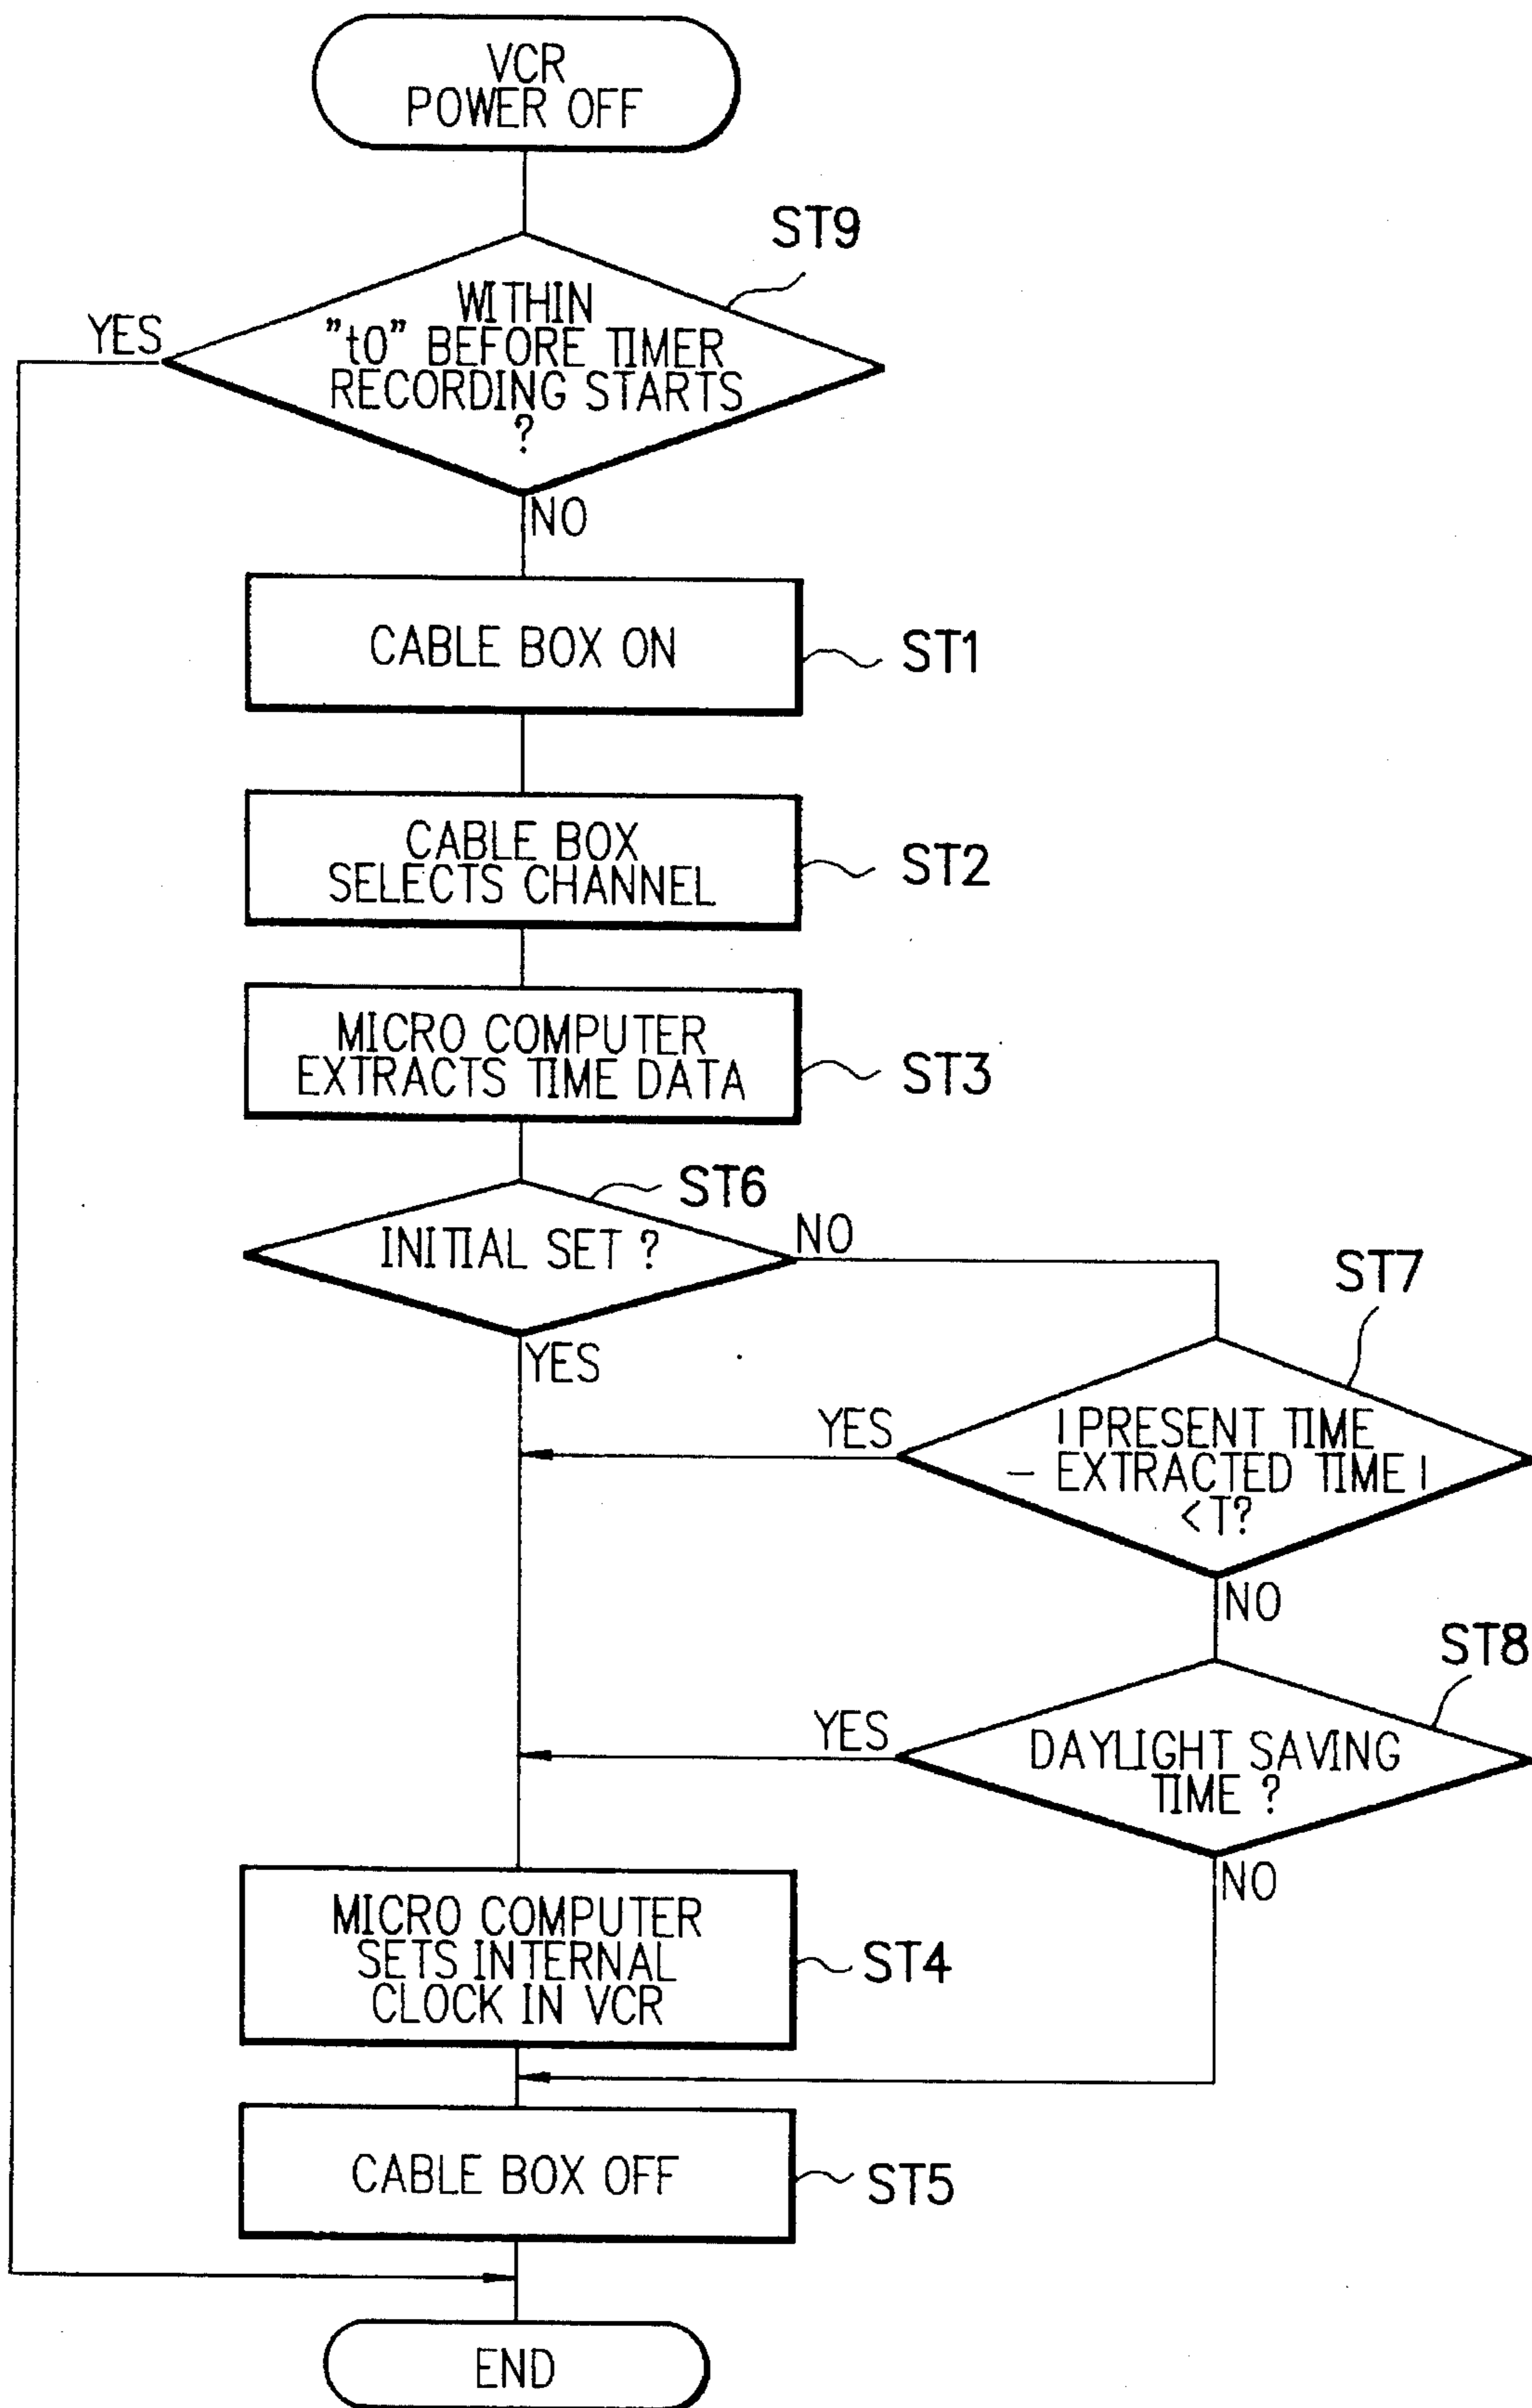 VCR
POWER OFF
ST9
WITHIN
"t0" BEFORE TIMER
RECORDING STARTS
?
YES
NO
CABLE BOX ON
ST1
CABLE BOX
SELECTS CHANNEL
ST2
MICRO COMPUTER
EXTRACTS TIME DATA
ST3
ST6
INITIAL SET ?
NO
YES
ST7
| PRESENT TIME
– EXTRACTED TIME |
<T?
YES
NO
ST8
DAYLIGHT SAVING
TIME ?
YES
NO
MICRO COMPUTER
SETS INTERNAL
CLOCK IN VCR
ST4
CABLE BOX OFF
ST5
END